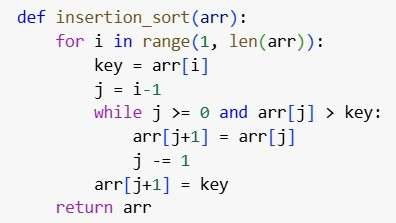 def insertion_sort(arr):
    for i in range(1, len(arr)):
        key = arr[i]
        j = i-1
        while j >= 0 and arr[j] > key:
            arr[j+1] = arr[j]
            j -= 1
        arr[j+1] = key
    return arr